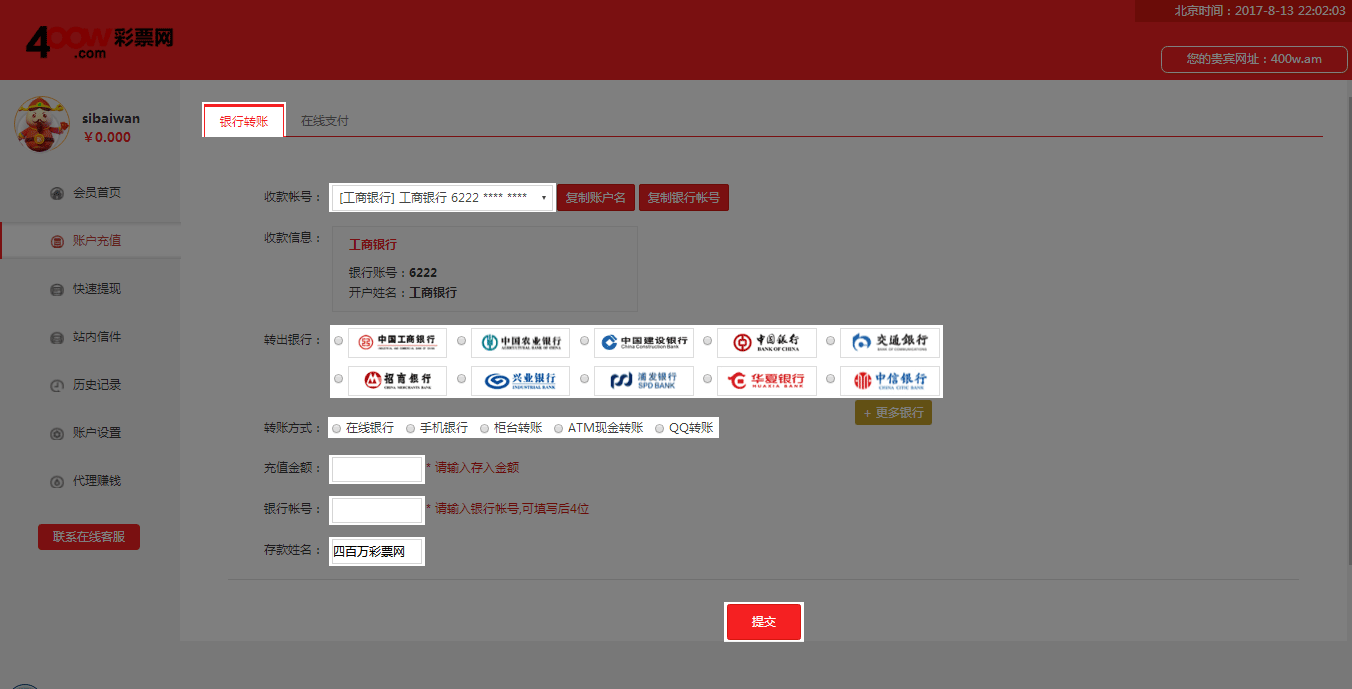 北京时间：2017-8-13 22:02:03
400W彩票网
.com
您的贵宾网址：400w.am
sibaiwan
￥0.000
会员首页
账户充值
快速提现
站内信件
历史记录
账户设置
代理赚钱
联系在线客服
银行转账 在线支付
收款帐号： [工商银行] 工商银行 6222 **** **** 复制账户名 复制银行帐号
收款信息： 工商银行
银行账号：6222
开户姓名：工商银行
转出银行： 中国工商银行 中国农业银行 AGRICULTURAL BANK OF CHINA 中国建设银行 China Construction Bank 中国银行 BANK OF CHINA 交通银行 BANK OF COMMUNICATIONS
招商银行 CHINA MERCHANTS BANK 兴业银行 INDUSTRIAL BANK 浦发银行 SPD BANK 华夏银行 HUAXIA BANK 中信银行 CHINA CITIC BANK
+ 更多银行
转账方式： 在线银行 手机银行 柜台转账 ATM现金转账 QQ转账
充值金额： * 请输入存入金额
银行帐号： * 请输入银行帐号,可填写后4位
存款姓名： 四百万彩票网
提交